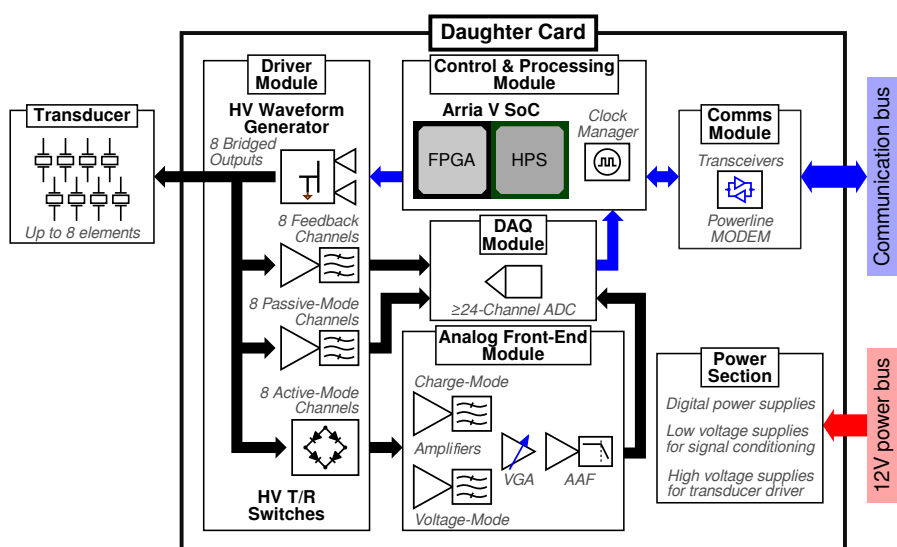 Daughter Card
Transducer
Up to 8 elements
Driver
Module
HV Waveform
Generator
8 Bridged
Outputs
8 Feedback
Channels
8 Passive-Mode
Channels
8 Active-Mode
Channels
HV T/R
Switches
Control & Processing
Module
Arria V SoC
FPGA
HPS
Clock
Manager
DAQ
Module
≥24-Channel ADC
Analog Front-End
Module
Charge-Mode
Amplifiers
VGA
AAF
Voltage-Mode
Comms
Module
Transceivers
Powerline
MODEM
Power
Section
Digital power supplies
Low voltage supplies
for signal conditioning
High voltage supplies
for transducer driver
Communication bus
12V power bus